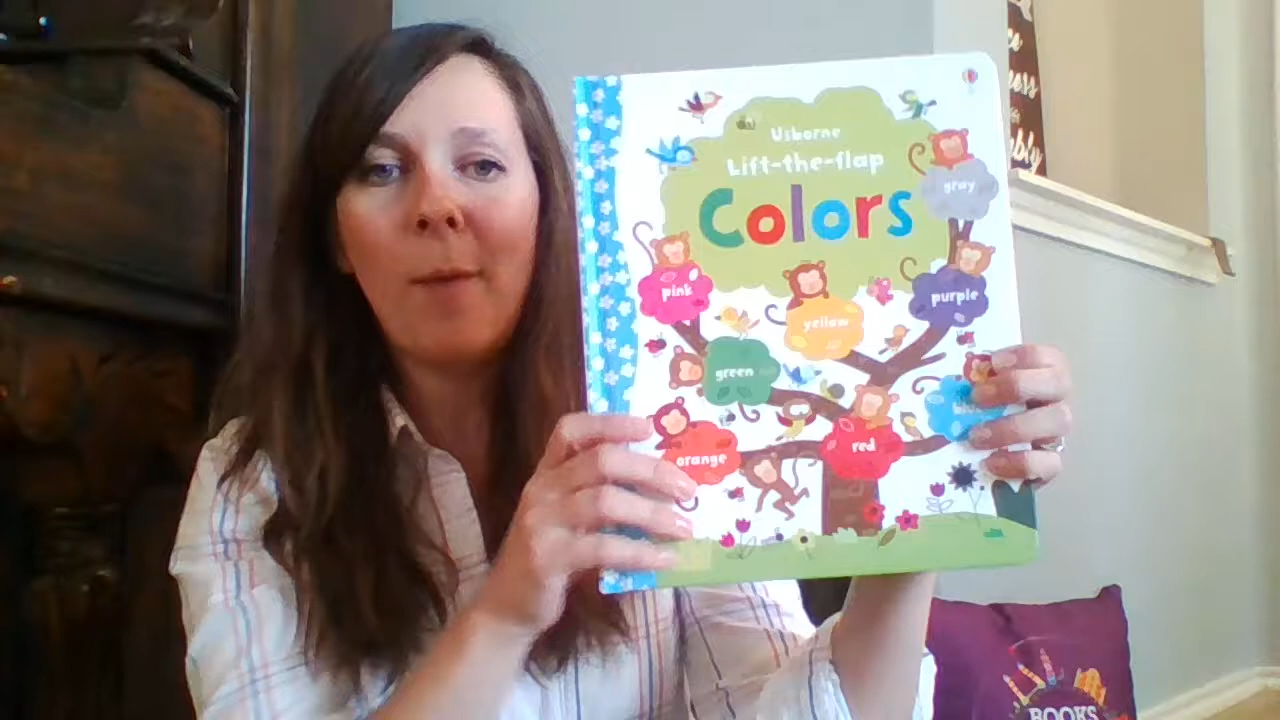 Usborne
Lift-the-flap
Colors
gray
pink
purple
yellow
green
red
orange
BOOKS